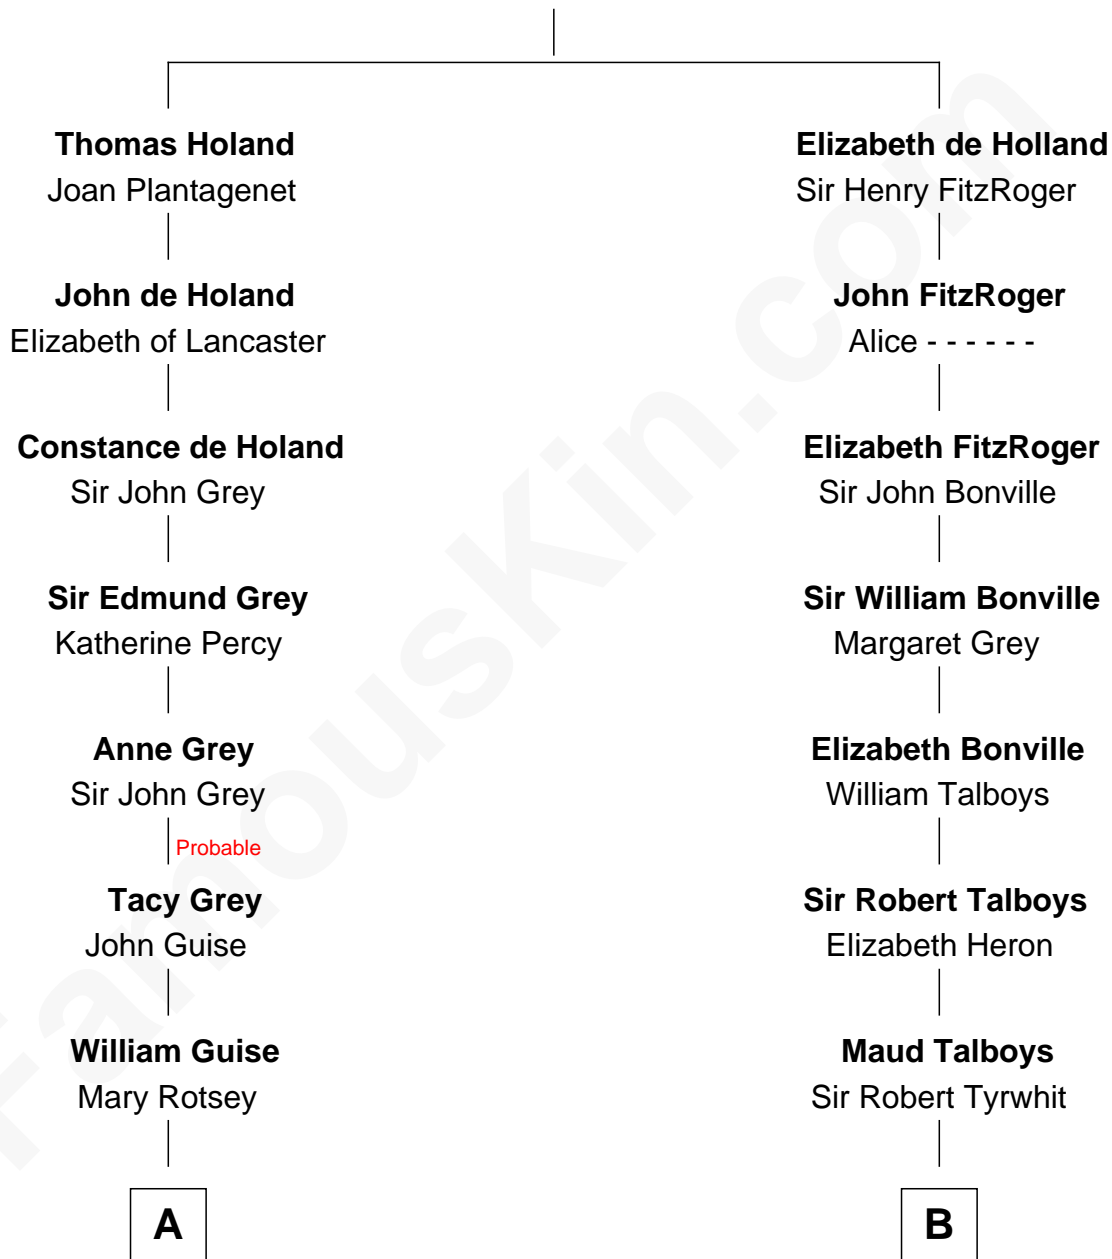 Thomas Holand
Joan Plantagenet
John de Holand
Elizabeth of Lancaster
Constance de Holand
Sir John Grey
Sir Edmund Grey
Katherine Percy
Anne Grey
Sir John Grey
Probable
Tacy Grey
John Guise
William Guise
Mary Rotsey
A
Elizabeth de Holland
Sir Henry FitzRoger
John FitzRoger
Alice - - - - - -
Elizabeth FitzRoger
Sir John Bonville
Sir William Bonville
Margaret Grey
Elizabeth Bonville
William Talboys
Sir Robert Talboys
Elizabeth Heron
Maud Talboys
Sir Robert Tyrwhit
B
FamousKin.com